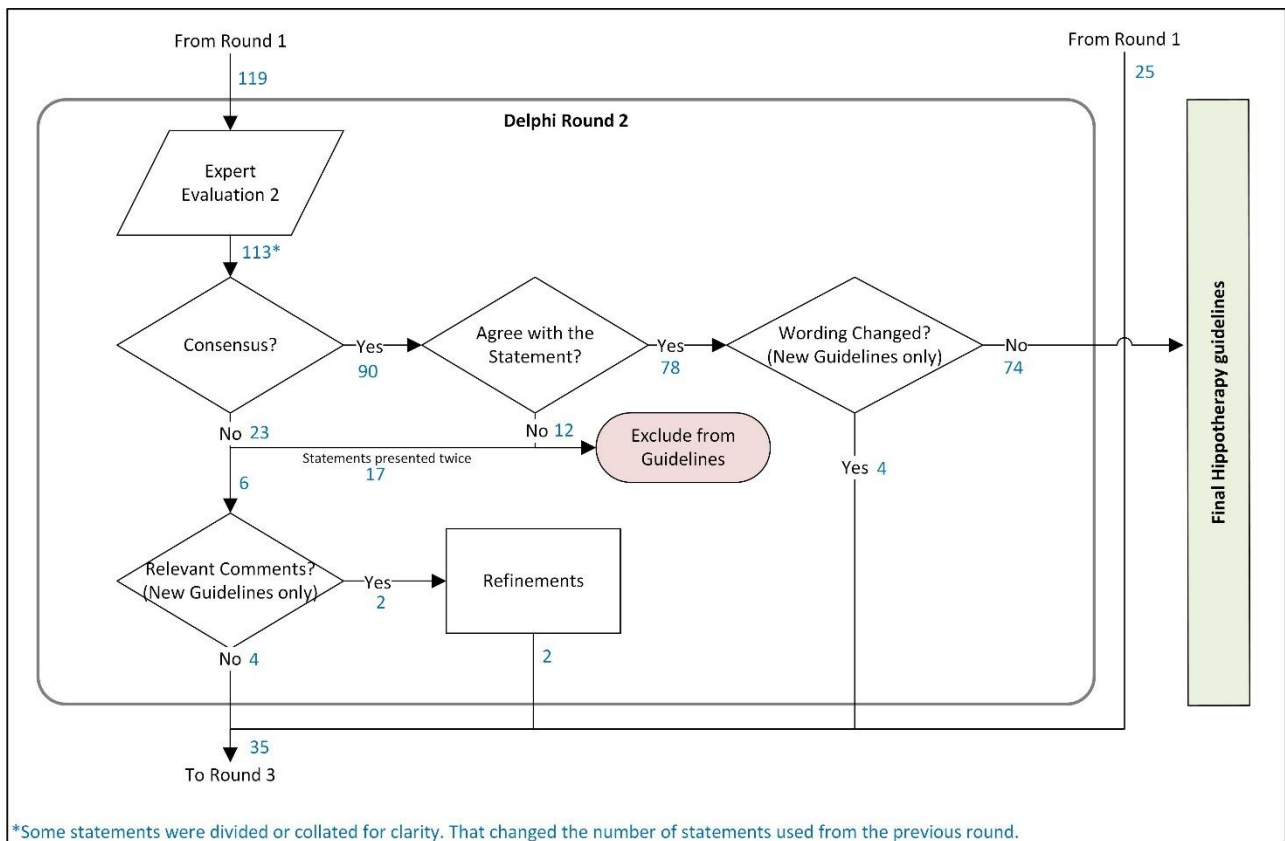 From Round 1
From Round 1
119
25
Delphi Round 2
Expert
Evaluation 2
113*
Consensus?
Yes
90
Agree with the
Statement?
Yes
78
Wording Changed?
(New Guidelines only)
No
74
Final Hippotherapy guidelines
No 23
No 12
Statements presented twice
17
Exclude from
Guidelines
Yes 4
6
Relevant Comments?
(New Guidelines only)
Yes
2
Refinements
No 4
2
35
To Round 3
*Some statements were divided or collated for clarity. That changed the number of statements used from the previous round.